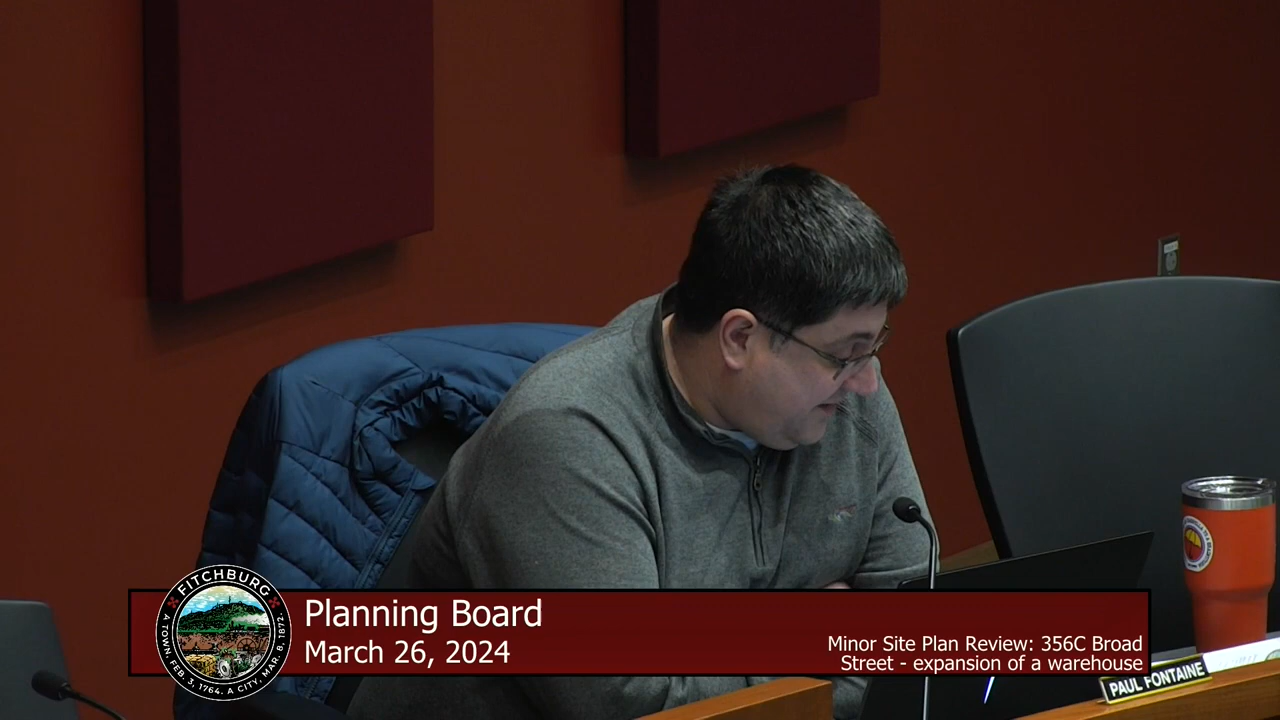 FITCHBURG
A TOWN, FEB. 3, 1764. A CITY, MAR. 8, 1872.
Planning Board
March 26, 2024
Minor Site Plan Review: 356C Broad
Street - expansion of a warehouse
PAUL FONTAINE